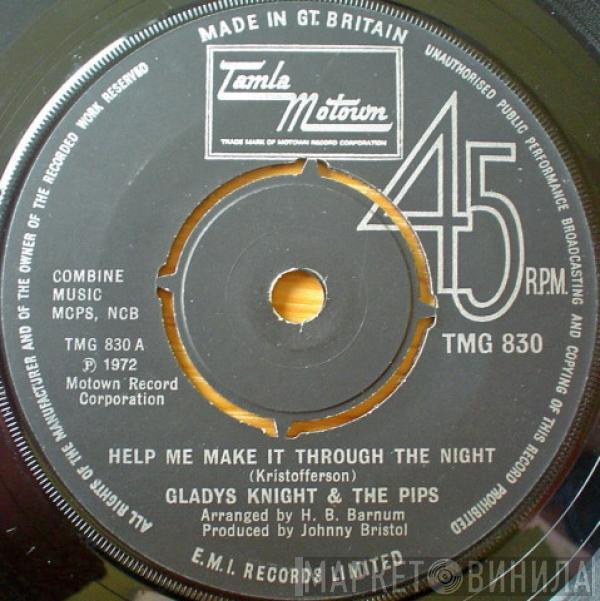 MADE IN GT. BRITAIN
UNAUTHORISED PUBLIC PERFORMANCE BROADCASTING AND COPYING OF THIS RECORD PROHIBITED
ALL RIGHTS OF THE MANUFACTURER AND OF THE OWNER OF THE RECORDED WORK RESERVED
Tamla
Motown
TRADE MARK OF MOTOWN RECORD CORPORATION
45
R.P.M.
COMBINE
MUSIC
MCPS, NCB
TMG 830 A
℗ 1972
Motown Record
Corporation
TMG 830
HELP ME MAKE IT THROUGH THE NIGHT
(Kristofferson)
GLADYS KNIGHT & THE PIPS
Arranged by H. B. Barnum
Produced by Johnny Bristol
E.M.I. RECORDS LIMITED
МАРКЕТ ВИНИЛА